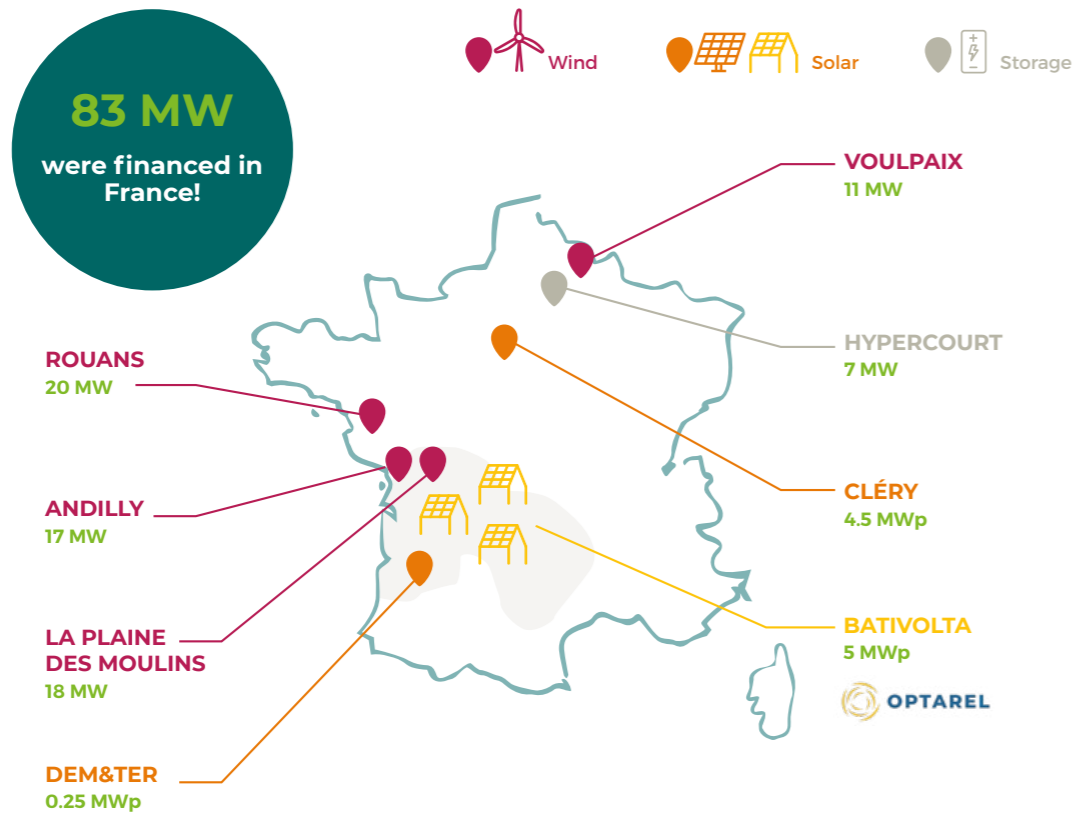 83 MW
were financed in
France!
Wind
Solar
Storage
VOULPAIX
11 MW
HYPERCOURT
7 MW
CLÉRY
4.5 MWp
BATIVOLTA
5 MWp
OPTAREL
ROUANS
20 MW
ANDILLY
17 MW
LA PLAINE
DES MOULINS
18 MW
DEM&TER
0.25 MWp